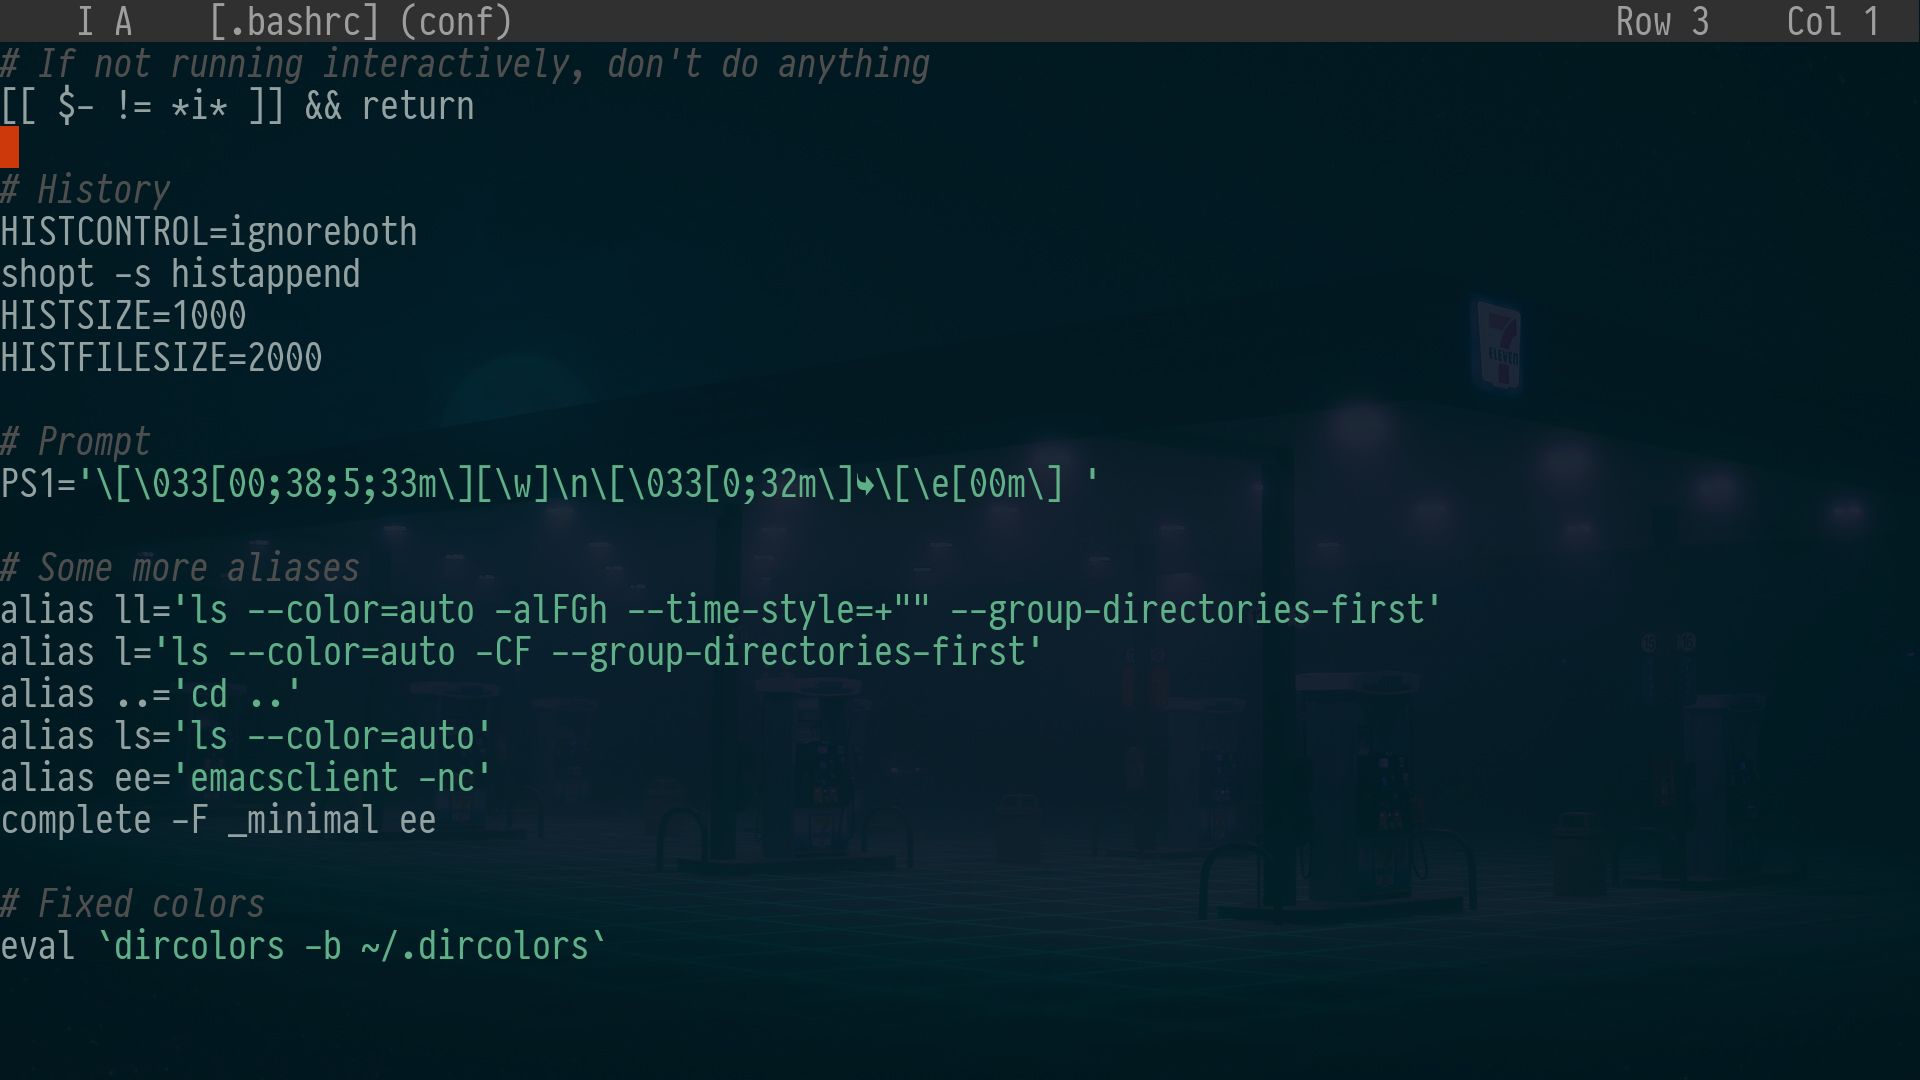 I A [.bashrc] (conf) Row 3 Col 1
# If not running interactively, don't do anything
[[ $- != *i* ]] && return
# History
HISTCONTROL=ignoreboth
shopt -s histappend
HISTSIZE=1000
HISTFILESIZE=2000
# Prompt
PS1='\[\033[00;38;5;33m\][\w]\n\[\033[0;32m\]⮩\[\e[00m\] '
# Some more aliases
alias ll='ls --color=auto -alFGh --time-style=+"" --group-directories-first'
alias l='ls --color=auto -CF --group-directories-first'
alias ..='cd ..'
alias ls='ls --color=auto'
alias ee='emacsclient -nc'
complete -F _minimal ee
# Fixed colors
eval `dircolors -b ~/.dircolors`
7
ELEVEN